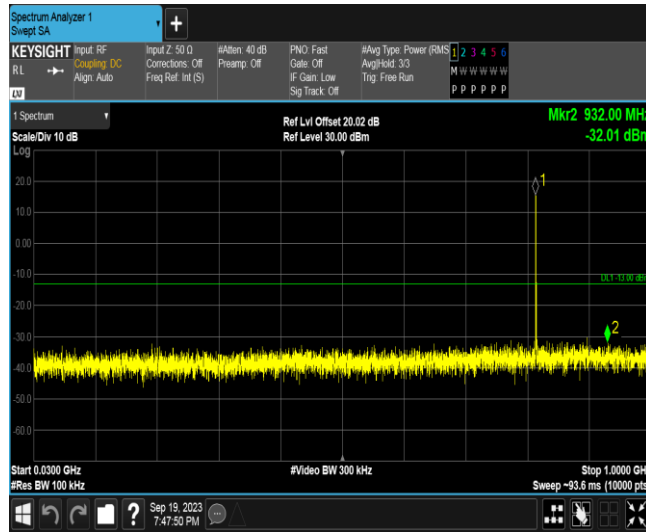 Spectrum Analyzer 1
Swept SA
+
KEYSIGHT Input: RF Input Z: 50 Ω #Atten: 40 dB PNO: Fast #Avg Type: Power (RMS 1 2 3 4 5 6
RL Coupling: DC Corrections: Off Preamp: Off Gate: Off Avg|Hold: 3/3 M W W W W W
Align: Auto Freq Ref: Int (S) IF Gain: Low Trig: Free Run
LXI Sig Track: Off P P P P P P
1 Spectrum Ref Lvl Offset 20.02 dB Mkr2 932.00 MHz
Scale/Div 10 dB Ref Level 30.00 dBm -32.01 dBm
Log
20.0
1
10.0
0.00
-10.0
DL1 -13.00 dBm
-20.0
2
-30.0
-40.0
-50.0
-60.0
Start 0.0300 GHz #Video BW 300 kHz Stop 1.0000 GHz
#Res BW 100 kHz Sweep ~93.6 ms (10000 pts
? Sep 19, 2023
7:47:50 PM